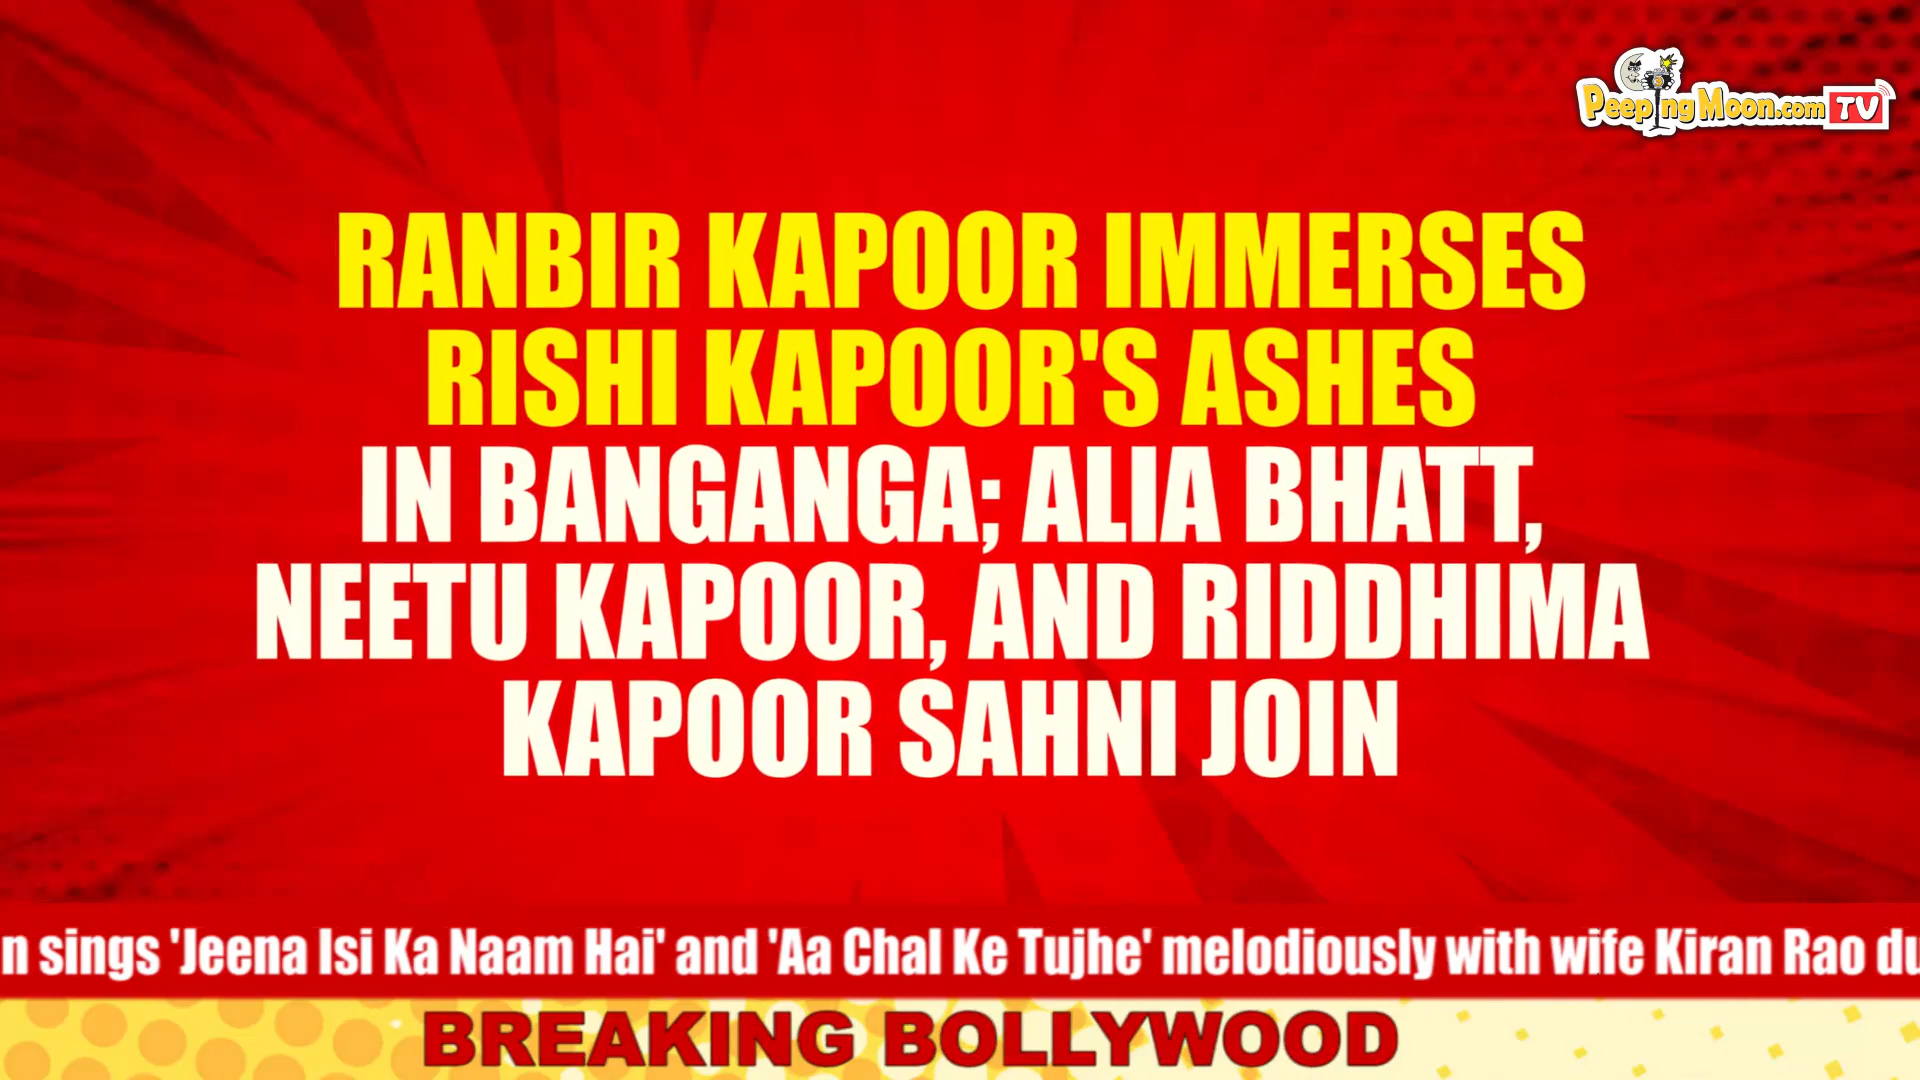 PeepingMoon.com TV
RANBIR KAPOOR IMMERSES
RISHI KAPOOR'S ASHES
IN BANGANGA; ALIA BHATT,
NEETU KAPOOR, AND RIDDHIMA
KAPOOR SAHNI JOIN
n sings 'Jeena Isi Ka Naam Hai' and 'Aa Chal Ke Tujhe' melodiously with wife Kiran Rao du
BREAKING BOLLYWOOD